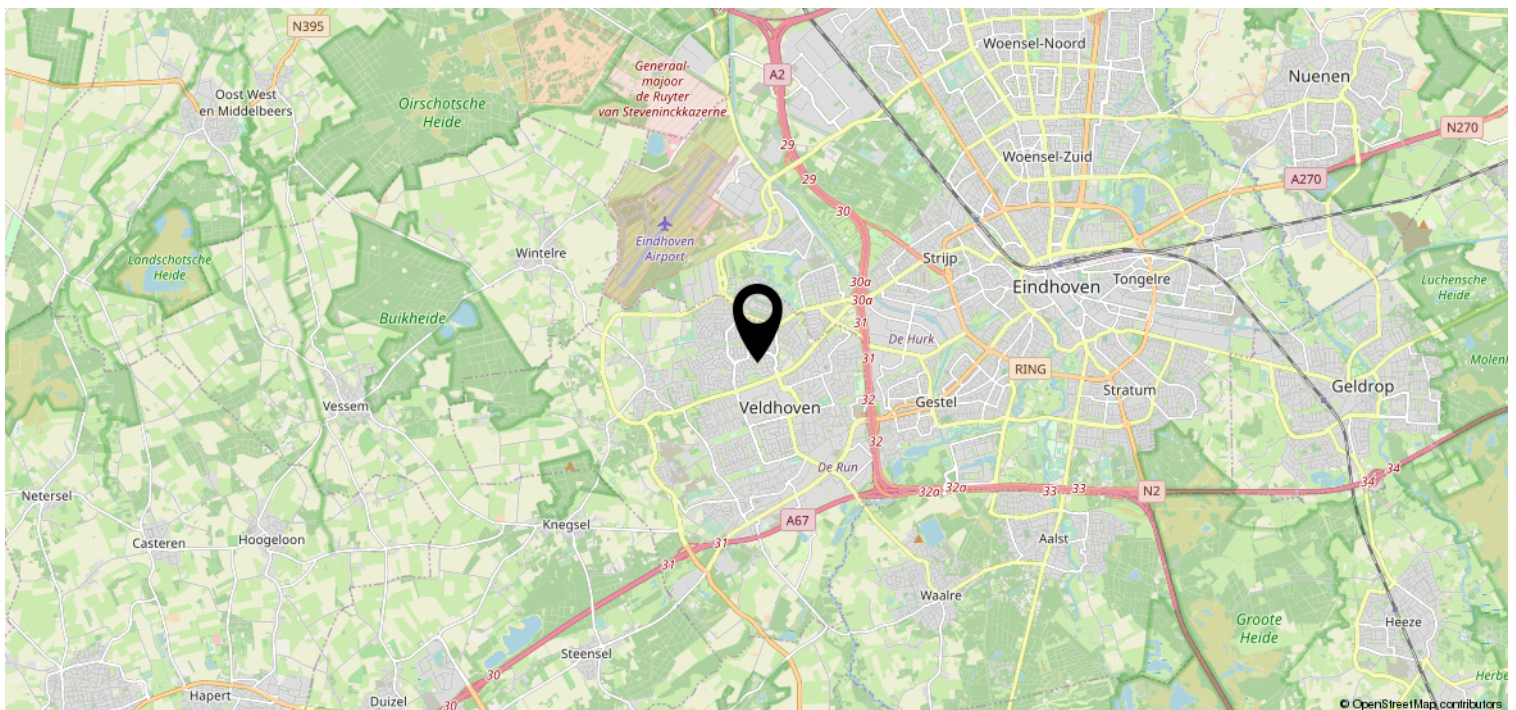 N395
Woensel-Noord
Generaal-
majoor
de Ruyter
van Steveninckkazerne
A2
Nuenen
Oost West
en Middelbeers
Oirschotsche
Heide
N270
29
Woensel-Zuid
29
A270
30
Eindhoven
Airport
Wintelre
Landschotsche
Heide
Strijp
Tongelre
Eindhoven
30a
30a
Luchensche
Heide
Buikheide
31
De Hurk
31
RING
Molenh
Geldrop
Stratum
Vessem
Veldhoven
32
Gestel
32
De Run
34
34
Netersel
32a
32a
33
33
N2
A67
Knegsel
Casteren
Hoogeloon
31
Aalst
31
Waalre
Groote
Heide
Heeze
Steensel
30
Herbe
Hapert
Duizel
30
© OpenStreetMap contributors